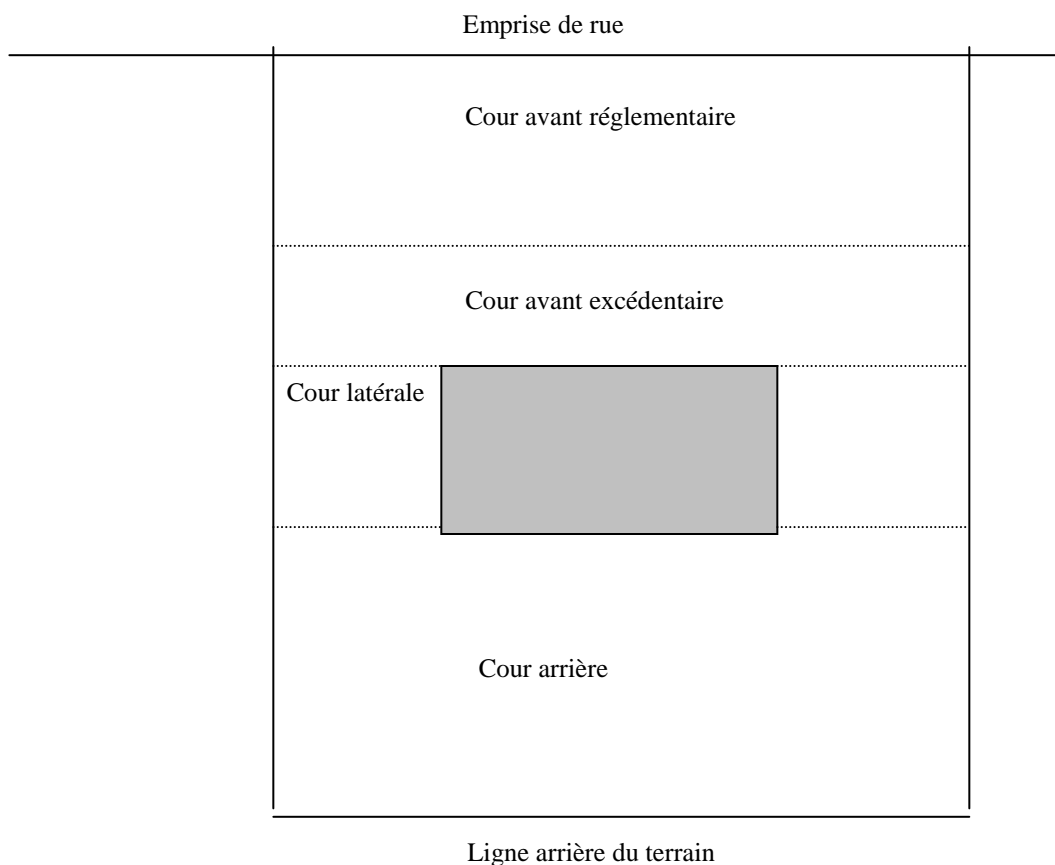 Emprise de rue
Cour avant réglementaire
Cour avant excédentaire
Cour latérale
Cour arrière
Ligne arrière du terrain